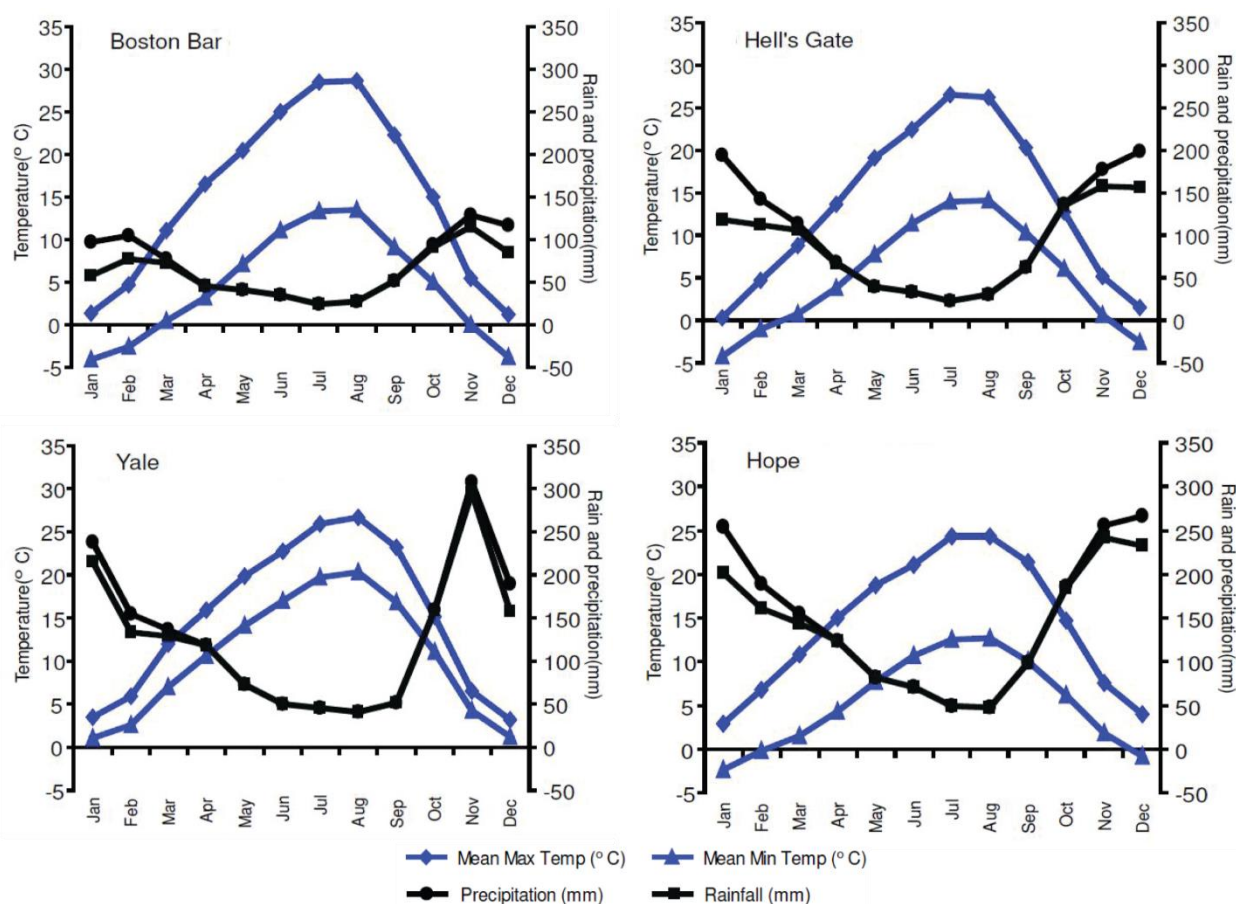 Boston Bar
35
30
25
20
15
10
5
0
-5
Temperature(° C)
350
300
250
200
150
100
50
0
-50
Rain and precipitation(mm)
Jan
Feb
Mar
Apr
May
Jun
Jul
Aug
Sep
Oct
Nov
Dec
Hell's Gate
35
30
25
20
15
10
5
0
-5
Temperature(° C)
350
300
250
200
150
100
50
0
-50
Rain and precipitation(mm)
Jan
Feb
Mar
Apr
May
Jun
Jul
Aug
Sep
Oct
Nov
Dec
Yale
35
30
25
20
15
10
5
0
-5
Temperature(° C)
350
300
250
200
150
100
50
0
-50
Rain and precipitation(mm)
Jan
Feb
Mar
Apr
May
Jun
Jul
Aug
Sep
Oct
Nov
Dec
Hope
35
30
25
20
15
10
5
0
-5
Temperature(° C)
350
300
250
200
150
100
50
0
-50
Rain and precipitation(mm)
Jan
Feb
Mar
Apr
May
Jun
Jul
Aug
Sep
Oct
Nov
Dec
Mean Max Temp (° C)
Mean Min Temp (° C)
Precipitation (mm)
Rainfall (mm)